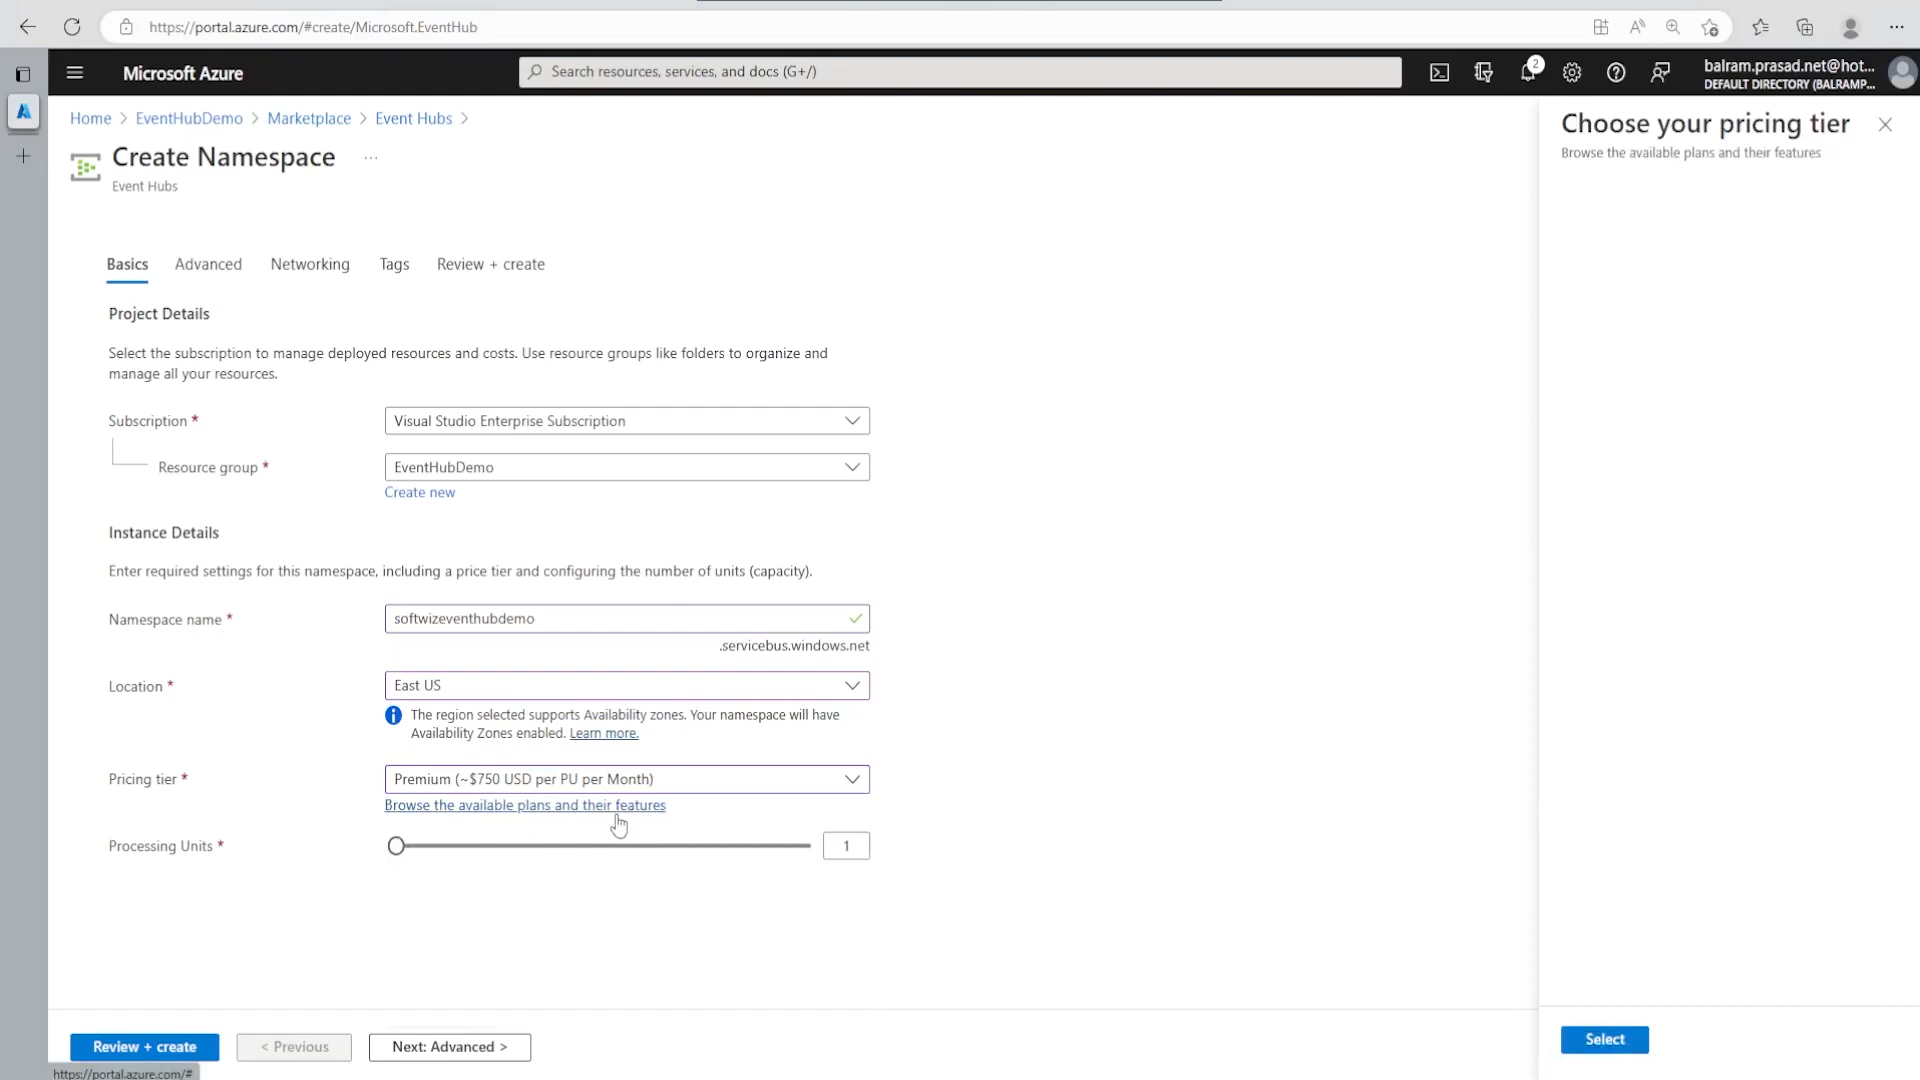 https://portal.azure.com/#create/Microsoft.EventHub
Microsoft Azure
Search resources, services, and docs (G+/)
2
balram.prasad.net@hot...
DEFAULT DIRECTORY (BALRAMP...
Home > EventHubDemo > Marketplace > Event Hubs >
Create Namespace ...
Event Hubs
Basics Advanced Networking Tags Review + create
Project Details
Select the subscription to manage deployed resources and costs. Use resource groups like folders to organize and
manage all your resources.
Subscription * Visual Studio Enterprise Subscription
Resource group * EventHubDemo
Create new
Instance Details
Enter required settings for this namespace, including a price tier and configuring the number of units (capacity).
Namespace name * softwizeventhubdemo
.servicebus.windows.net
Location * East US
The region selected supports Availability zones. Your namespace will have
Availability Zones enabled. Learn more.
Pricing tier * Premium (~$750 USD per PU per Month)
Browse the available plans and their features
Processing Units * 1
Review + create < Previous Next: Advanced >
https://portal.azure.com/#
Choose your pricing tier
Browse the available plans and their features
Select